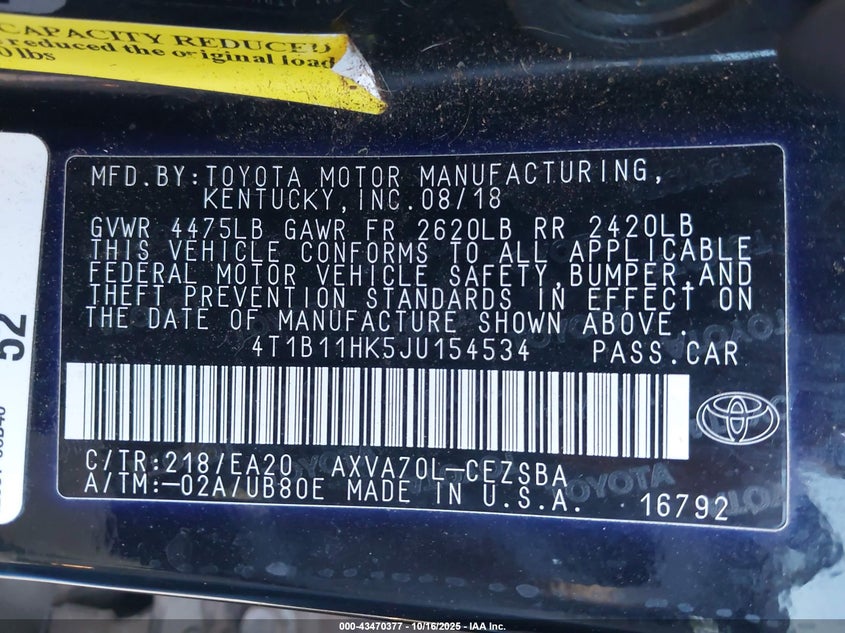 CAPACITY REDUCED
reduced the original load
0 lbs
52
MFD.BY:TOYOTA MOTOR MANUFACTURING,
KENTUCKY,INC.08/18
GVWR 4475LB GAWR FR 2620LB RR 2420LB
THIS VEHICLE CONFORMS TO ALL APPLICABLE
FEDERAL MOTOR VEHICLE SAFETY,BUMPER,AND
THEFT PREVENTION STANDARDS IN EFFECT ON
THE DATE OF MANUFACTURE SHOWN ABOVE.
4T1B11HK5JU154534 PASS.CAR
C/TR:218/EA20 AXVA70L-CEZSBA
A/TM:-02A/UB80E MADE IN U.S.A. 16792
TOYOTA
000-43470377 - 10/16/2025 - IAA Inc.